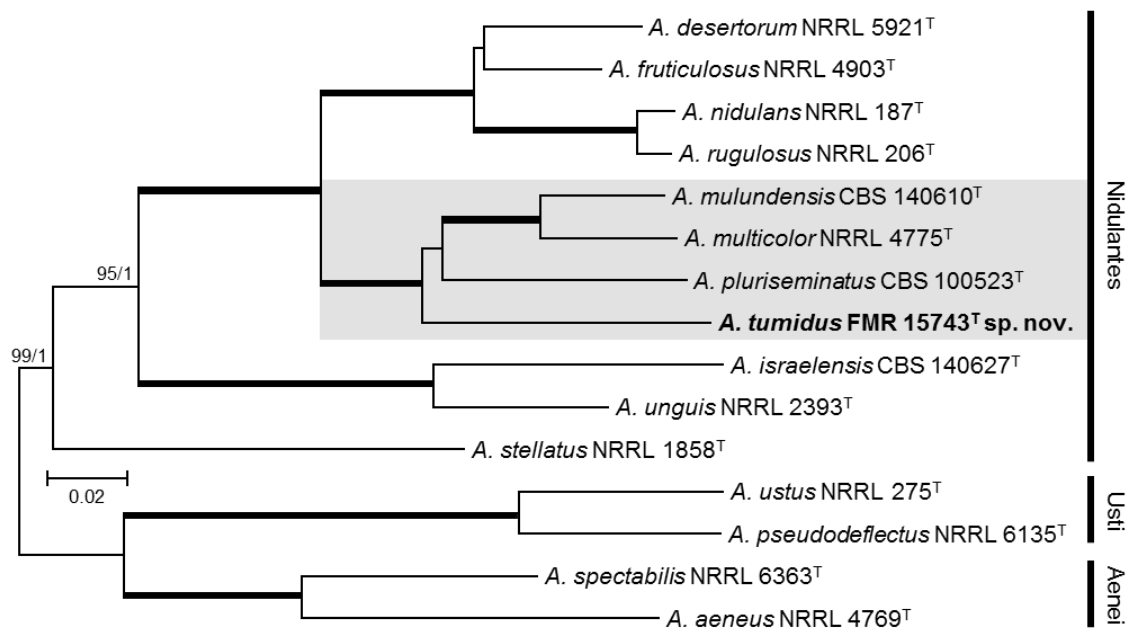 A. desertorum NRRL 5921ᵀ
A. fruticulosus NRRL 4903ᵀ
A. nidulans NRRL 187ᵀ
A. rugulosus NRRL 206ᵀ
A. mulundensis CBS 140610ᵀ
A. multicolor NRRL 4775ᵀ
A. pluriseminatus CBS 100523ᵀ
A. tumidus FMR 15743ᵀ sp. nov.
A. israelensis CBS 140627ᵀ
A. unguis NRRL 2393ᵀ
A. stellatus NRRL 1858ᵀ
A. ustus NRRL 275ᵀ
A. pseudodeflectus NRRL 6135ᵀ
A. spectabilis NRRL 6363ᵀ
A. aeneus NRRL 4769ᵀ
95/1
99/1
0.02
Nidulantes
Usti
Aenei